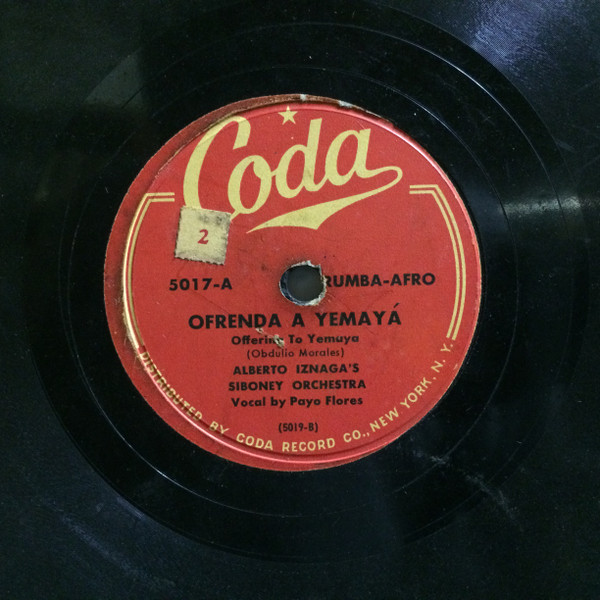 Coda
2
5017-A RUMBA-AFRO
OFRENDA A YEMAYÁ
Offering To Yemuya
(Obdulio Morales)
ALBERTO IZNAGA'S
SIBONEY ORCHESTRA
Vocal by Payo Flores
(5019-B)
DISTRIBUTED BY CODA RECORD CO., NEW YORK, N. Y.